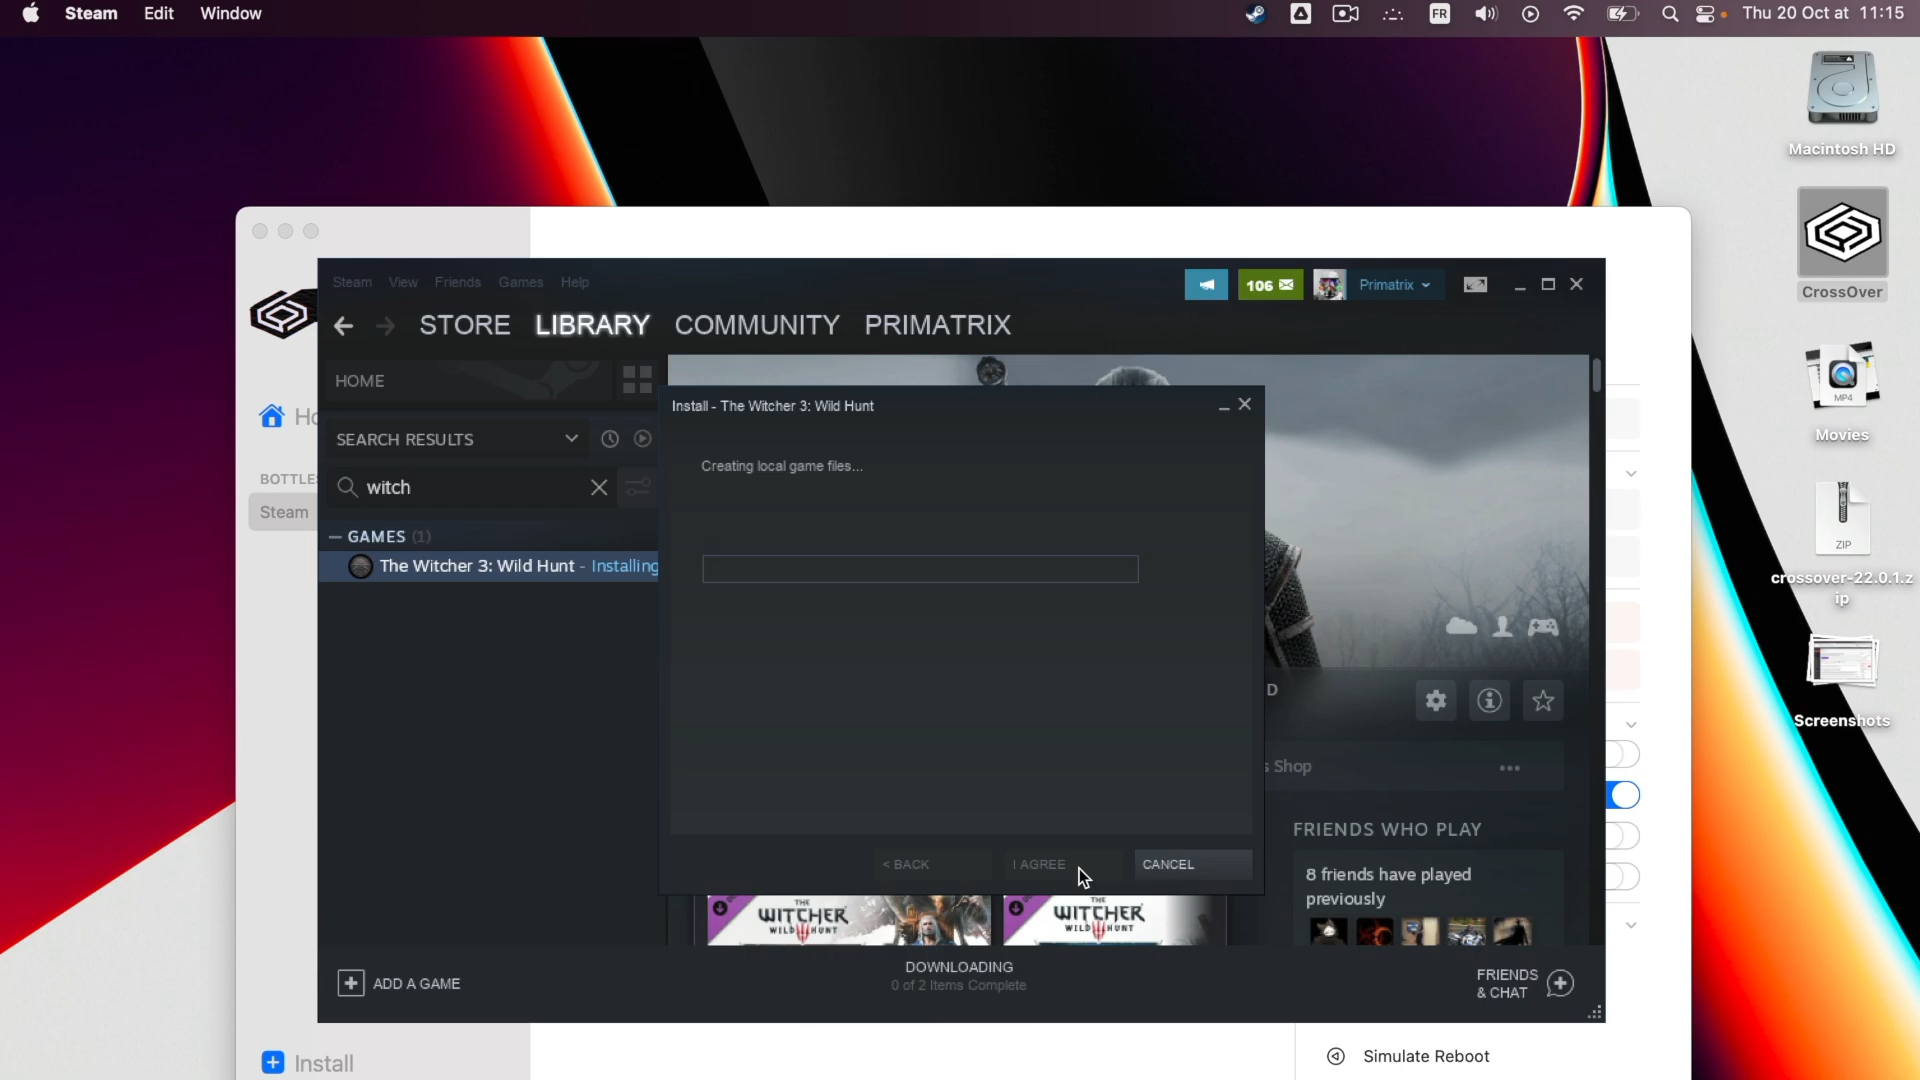 Steam Edit Window
FR
Thu 20 Oct at 11:15
Macintosh HD
CrossOver
MP4
Movies
ZIP
crossover-22.0.1.z
ip
Screenshots
BOTTLES
Steam
Install
Steam View Friends Games Help
106
Primatrix
STORE LIBRARY COMMUNITY PRIMATRIX
HOME
SEARCH RESULTS
witch
— GAMES (1)
The Witcher 3: Wild Hunt - Installing
Install - The Witcher 3: Wild Hunt
Creating local game files...
< BACK
I AGREE
CANCEL
D
s Shop
FRIENDS WHO PLAY
8 friends have played
previously
THE
WITCHER
WILD HUNT
THE
WITCHER
WILD HUNT
ADD A GAME
DOWNLOADING
0 of 2 Items Complete
FRIENDS
& CHAT
Simulate Reboot